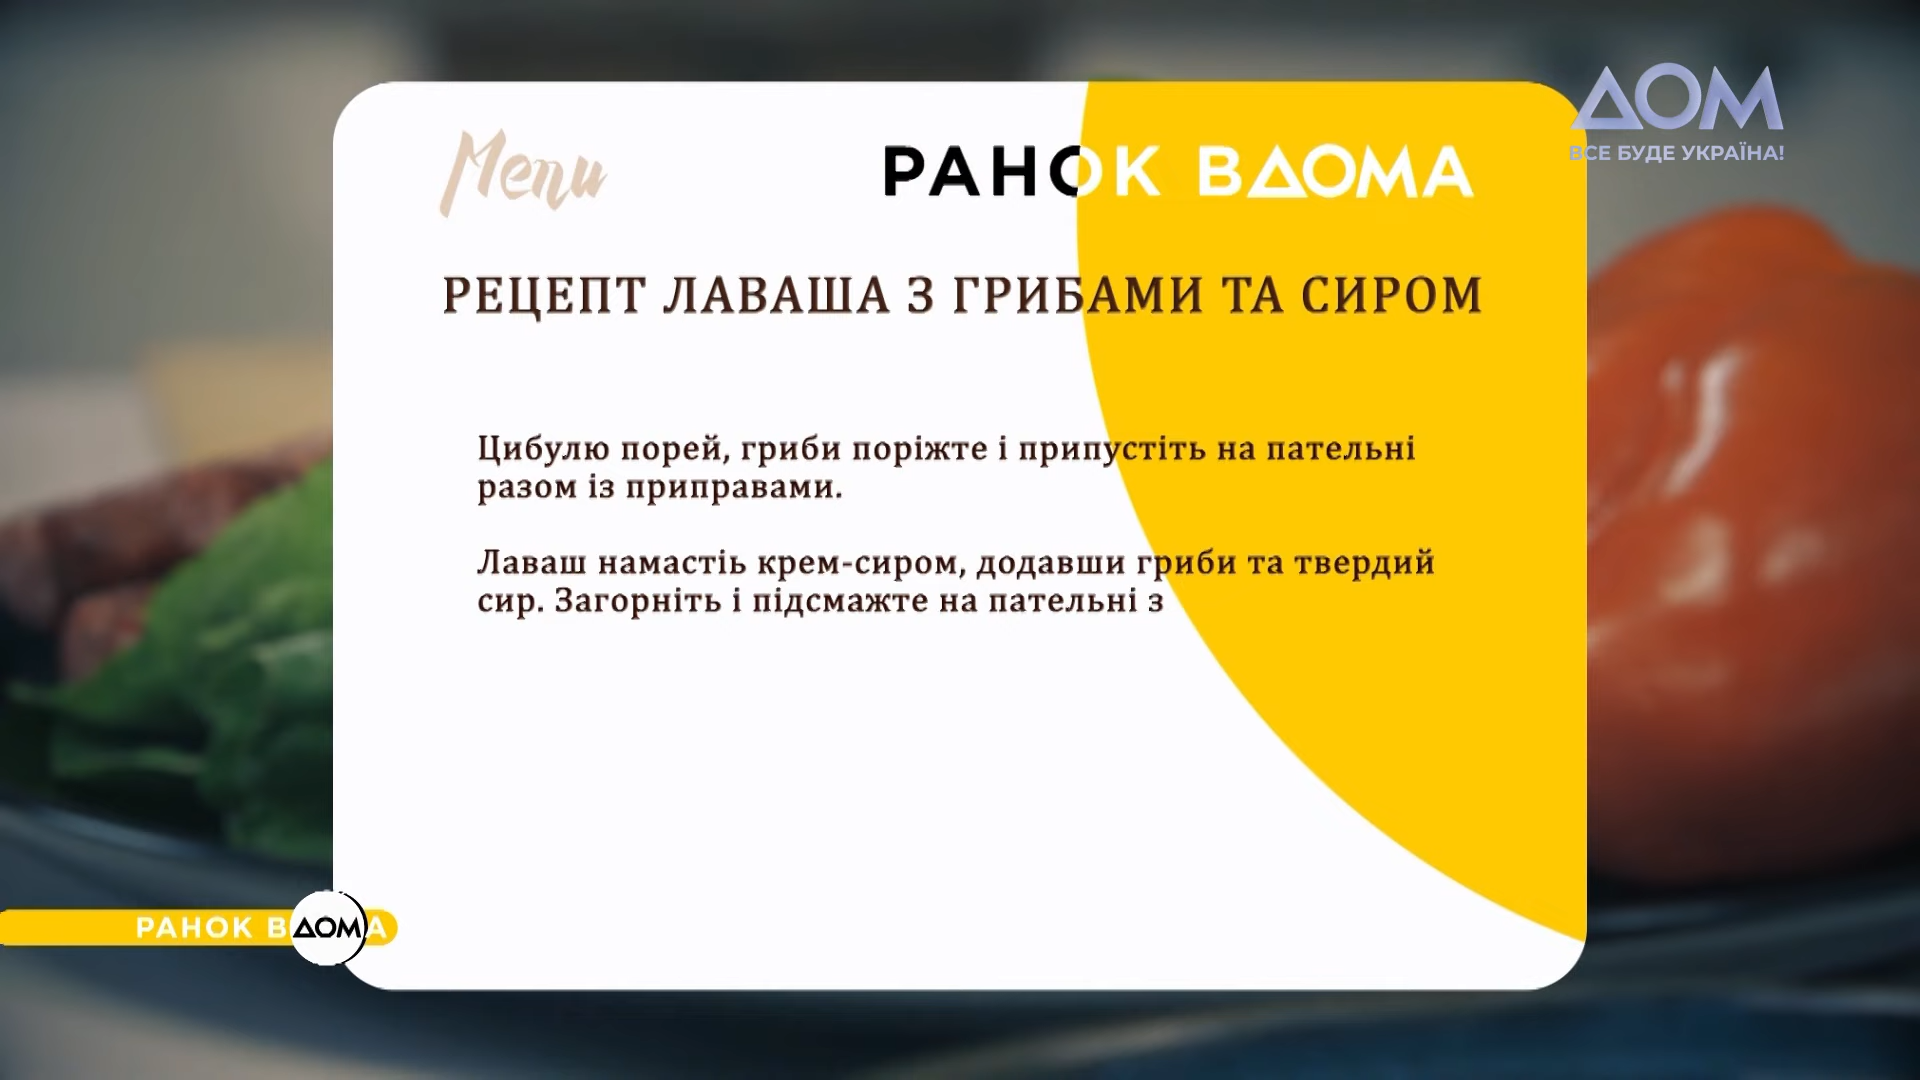 ДОМ
ВСЕ БУДЕ УКРАЇНА!
Menu
РАНОК ВДОМА
РЕЦЕПТ ЛАВАША З ГРИБАМИ ТА СИРОМ
Цибулю порей, гриби поріжте і припустіть на пательні
разом із приправами.
Лаваш намастіь крем-сиром, додавши гриби та твердий
сир. Загорніть і підсмажте на пательні з
РАНОК ВДОМА